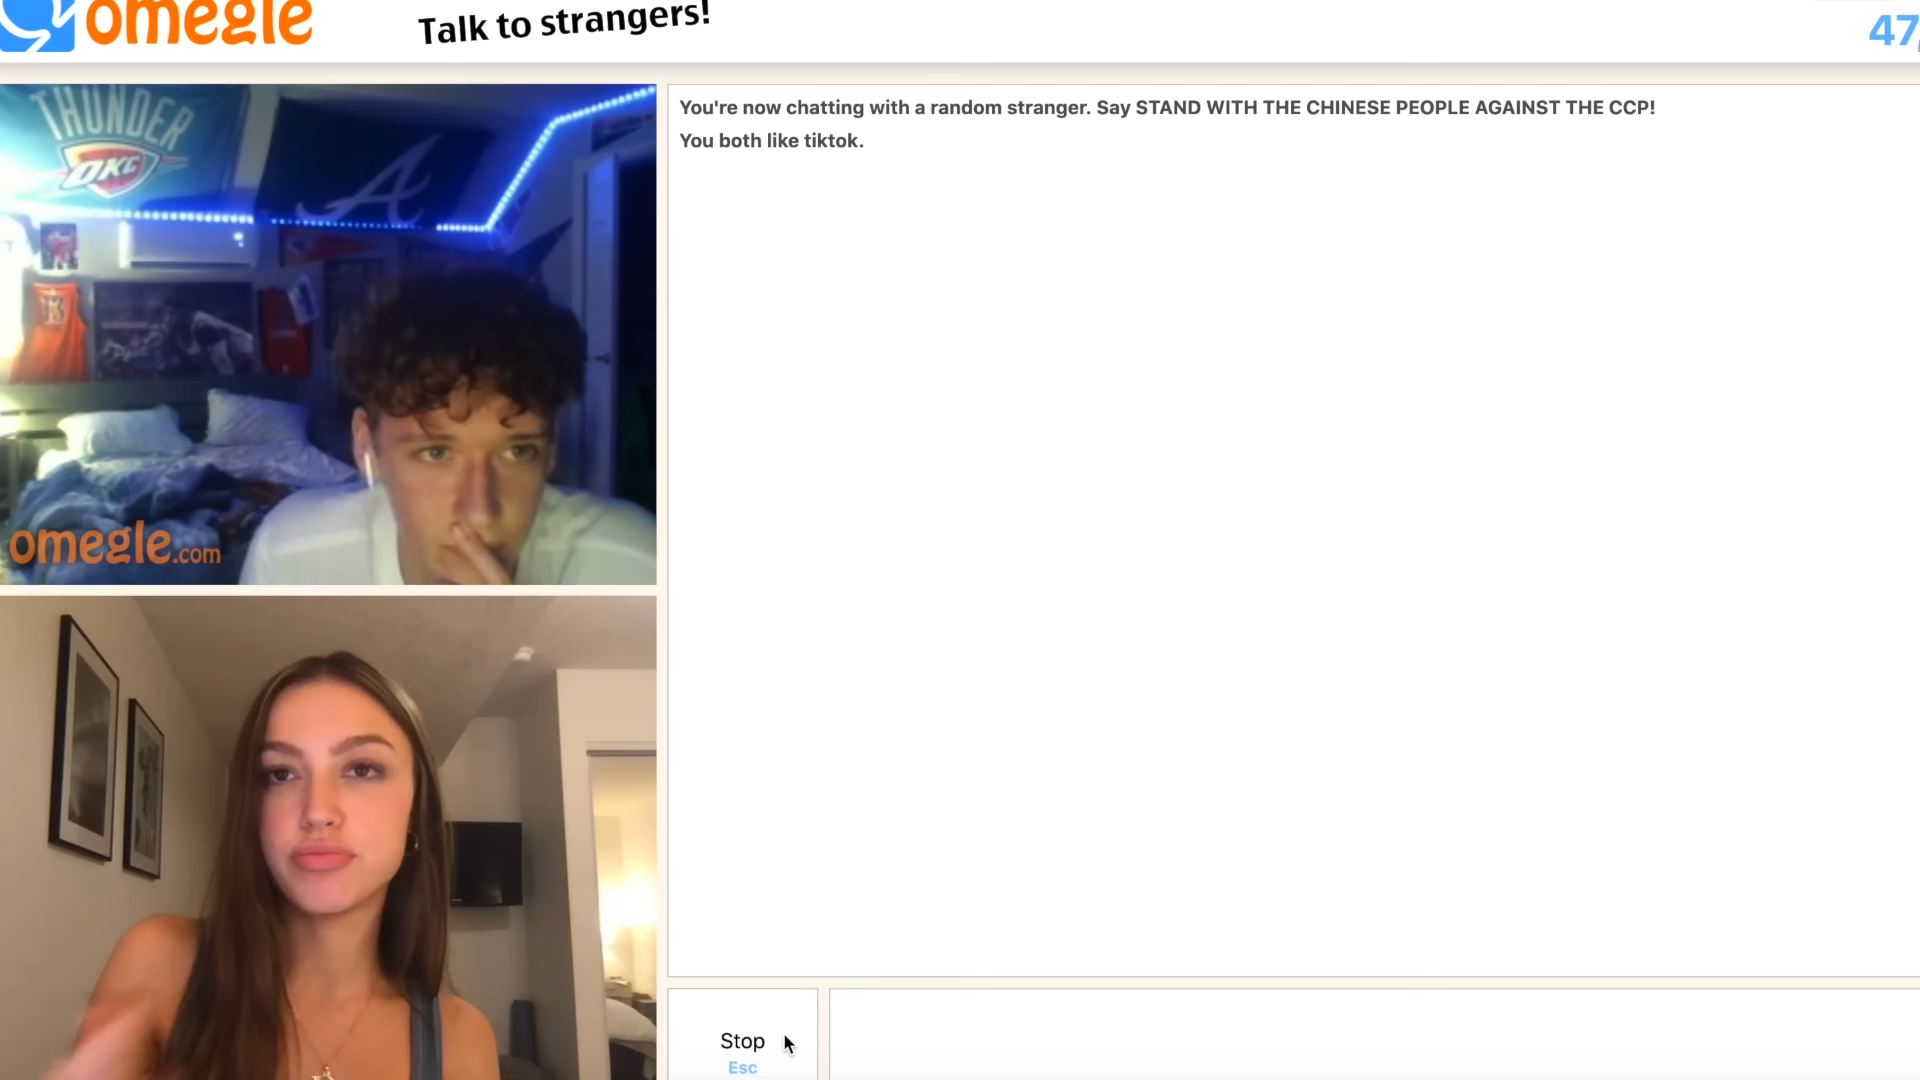 omegle
Talk to strangers!
47,
THUNDER
OKC
A
13
omegle.com
You're now chatting with a random stranger. Say STAND WITH THE CHINESE PEOPLE AGAINST THE CCP!
You both like tiktok.
Stop
Esc